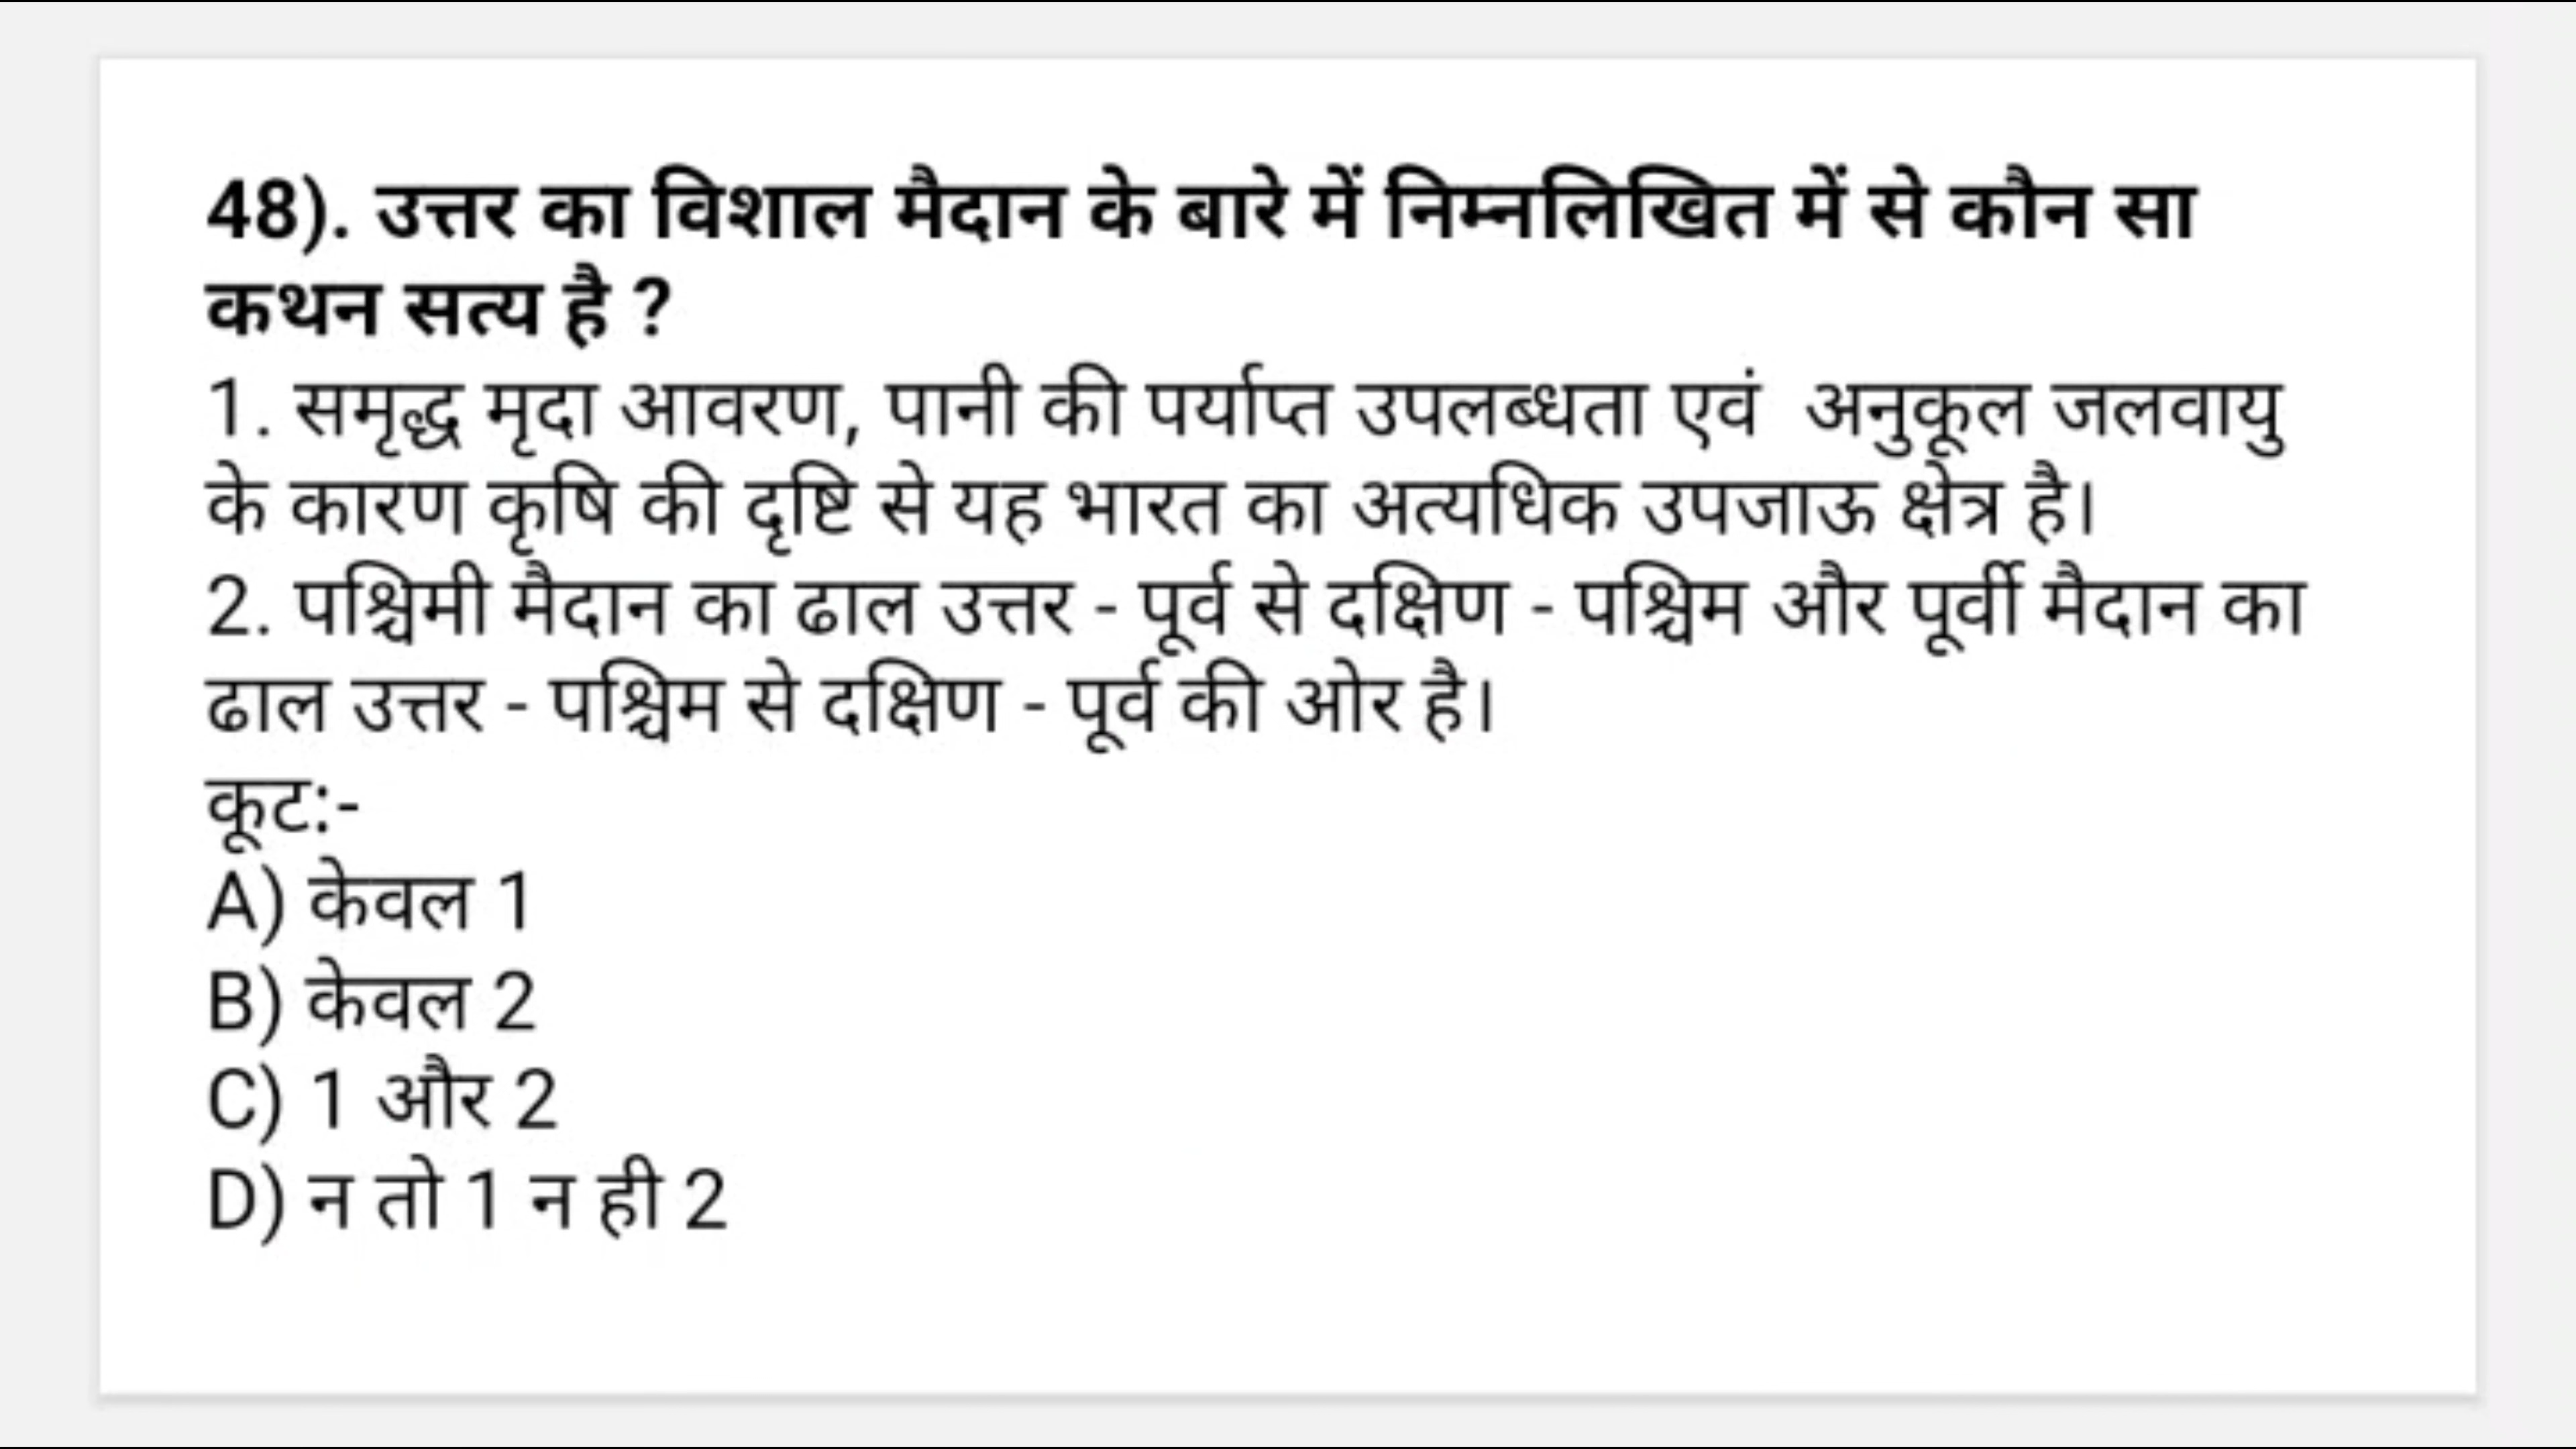 48). उत्तर का विशाल मैदान के बारे में निम्नलिखित में से कौन सा
कथन सत्य है ?
1. समृद्ध मृदा आवरण, पानी की पर्याप्त उपलब्धता एवं अनुकूल जलवायु
के कारण कृषि की दृष्टि से यह भारत का अत्यधिक उपजाऊ क्षेत्र है।
2. पश्चिमी मैदान का ढाल उत्तर - पूर्व से दक्षिण - पश्चिम और पूर्वी मैदान का
ढाल उत्तर - पश्चिम से दक्षिण - पूर्व की ओर है।
कूट:-
A) केवल 1
B) केवल 2
C) 1 और 2
D) न तो 1 न ही 2